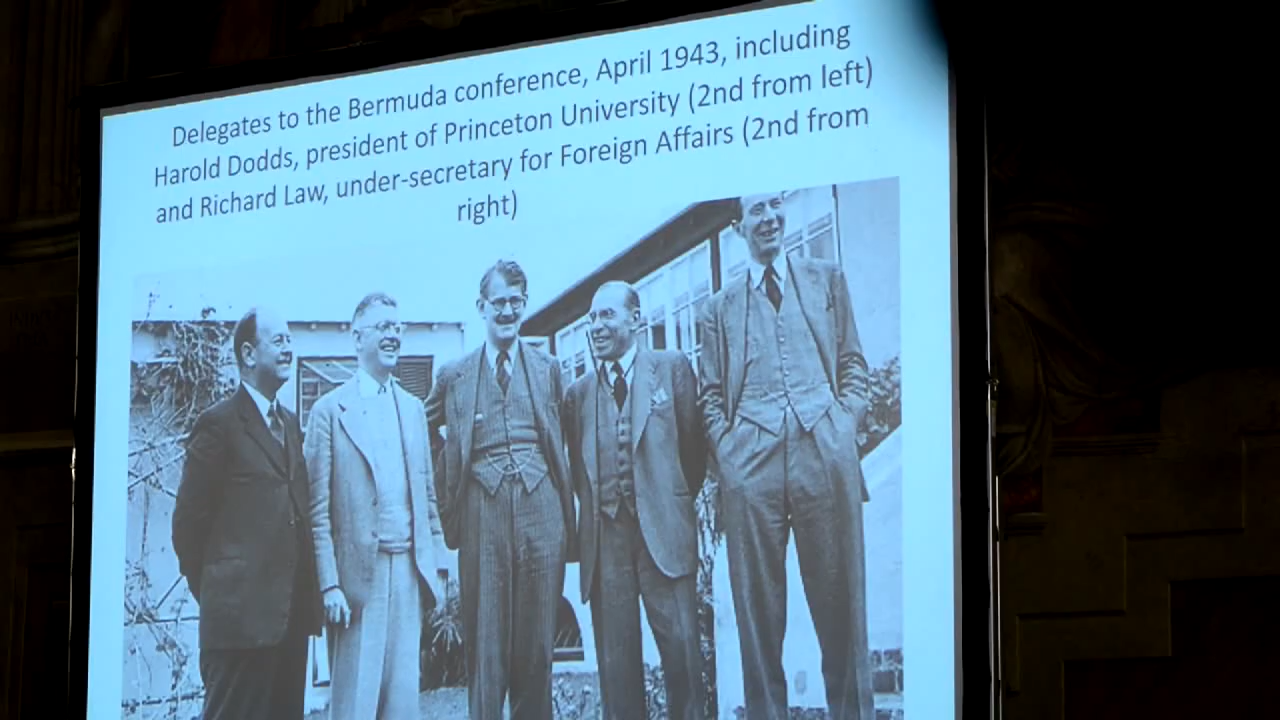 Delegates to the Bermuda conference, April 1943, including
Harold Dodds, president of Princeton University (2nd from left)
and Richard Law, under-secretary for Foreign Affairs (2nd from
right)